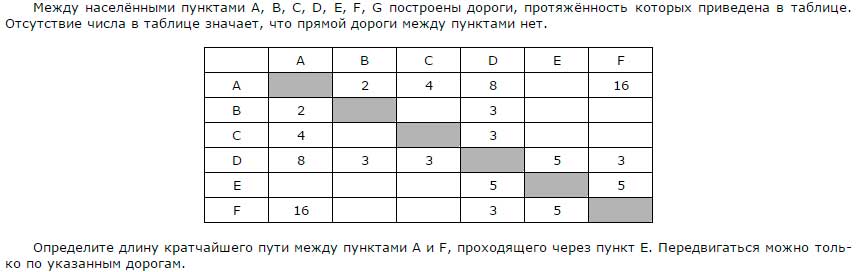 Между населёнными пунктами A, B, C, D, E, F, G построены дороги, протяжённость которых приведена в таблице.
Отсутствие числа в таблице значает, что прямой дороги между пунктами нет.
A B C D E F
A 2 4 8 16
B 2 3
C 4 3
D 8 3 3 5 3
E 5 5
F 16 3 5
Определите длину кратчайшего пути между пунктами A и F, проходящего через пункт E. Передвигаться можно толь-
ко по указанным дорогам.